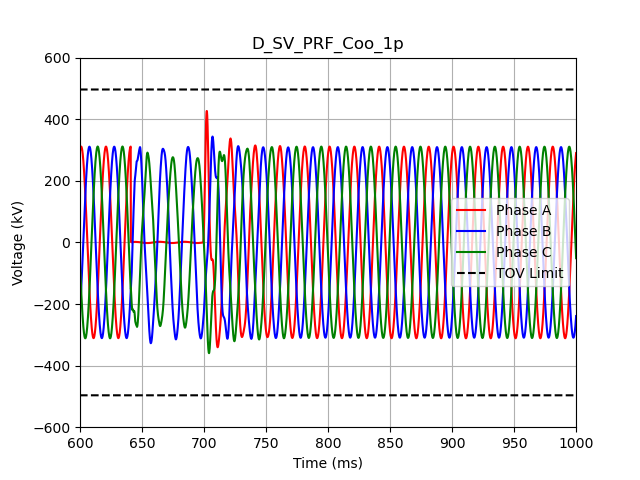 D_SV_PRF_Coo_1p
600
400
200
0
−200
−400
−600
Voltage (kV)
Phase A
Phase B
Phase C
TOV Limit
600 650 700 750 800 850 900 950 1000
Time (ms)